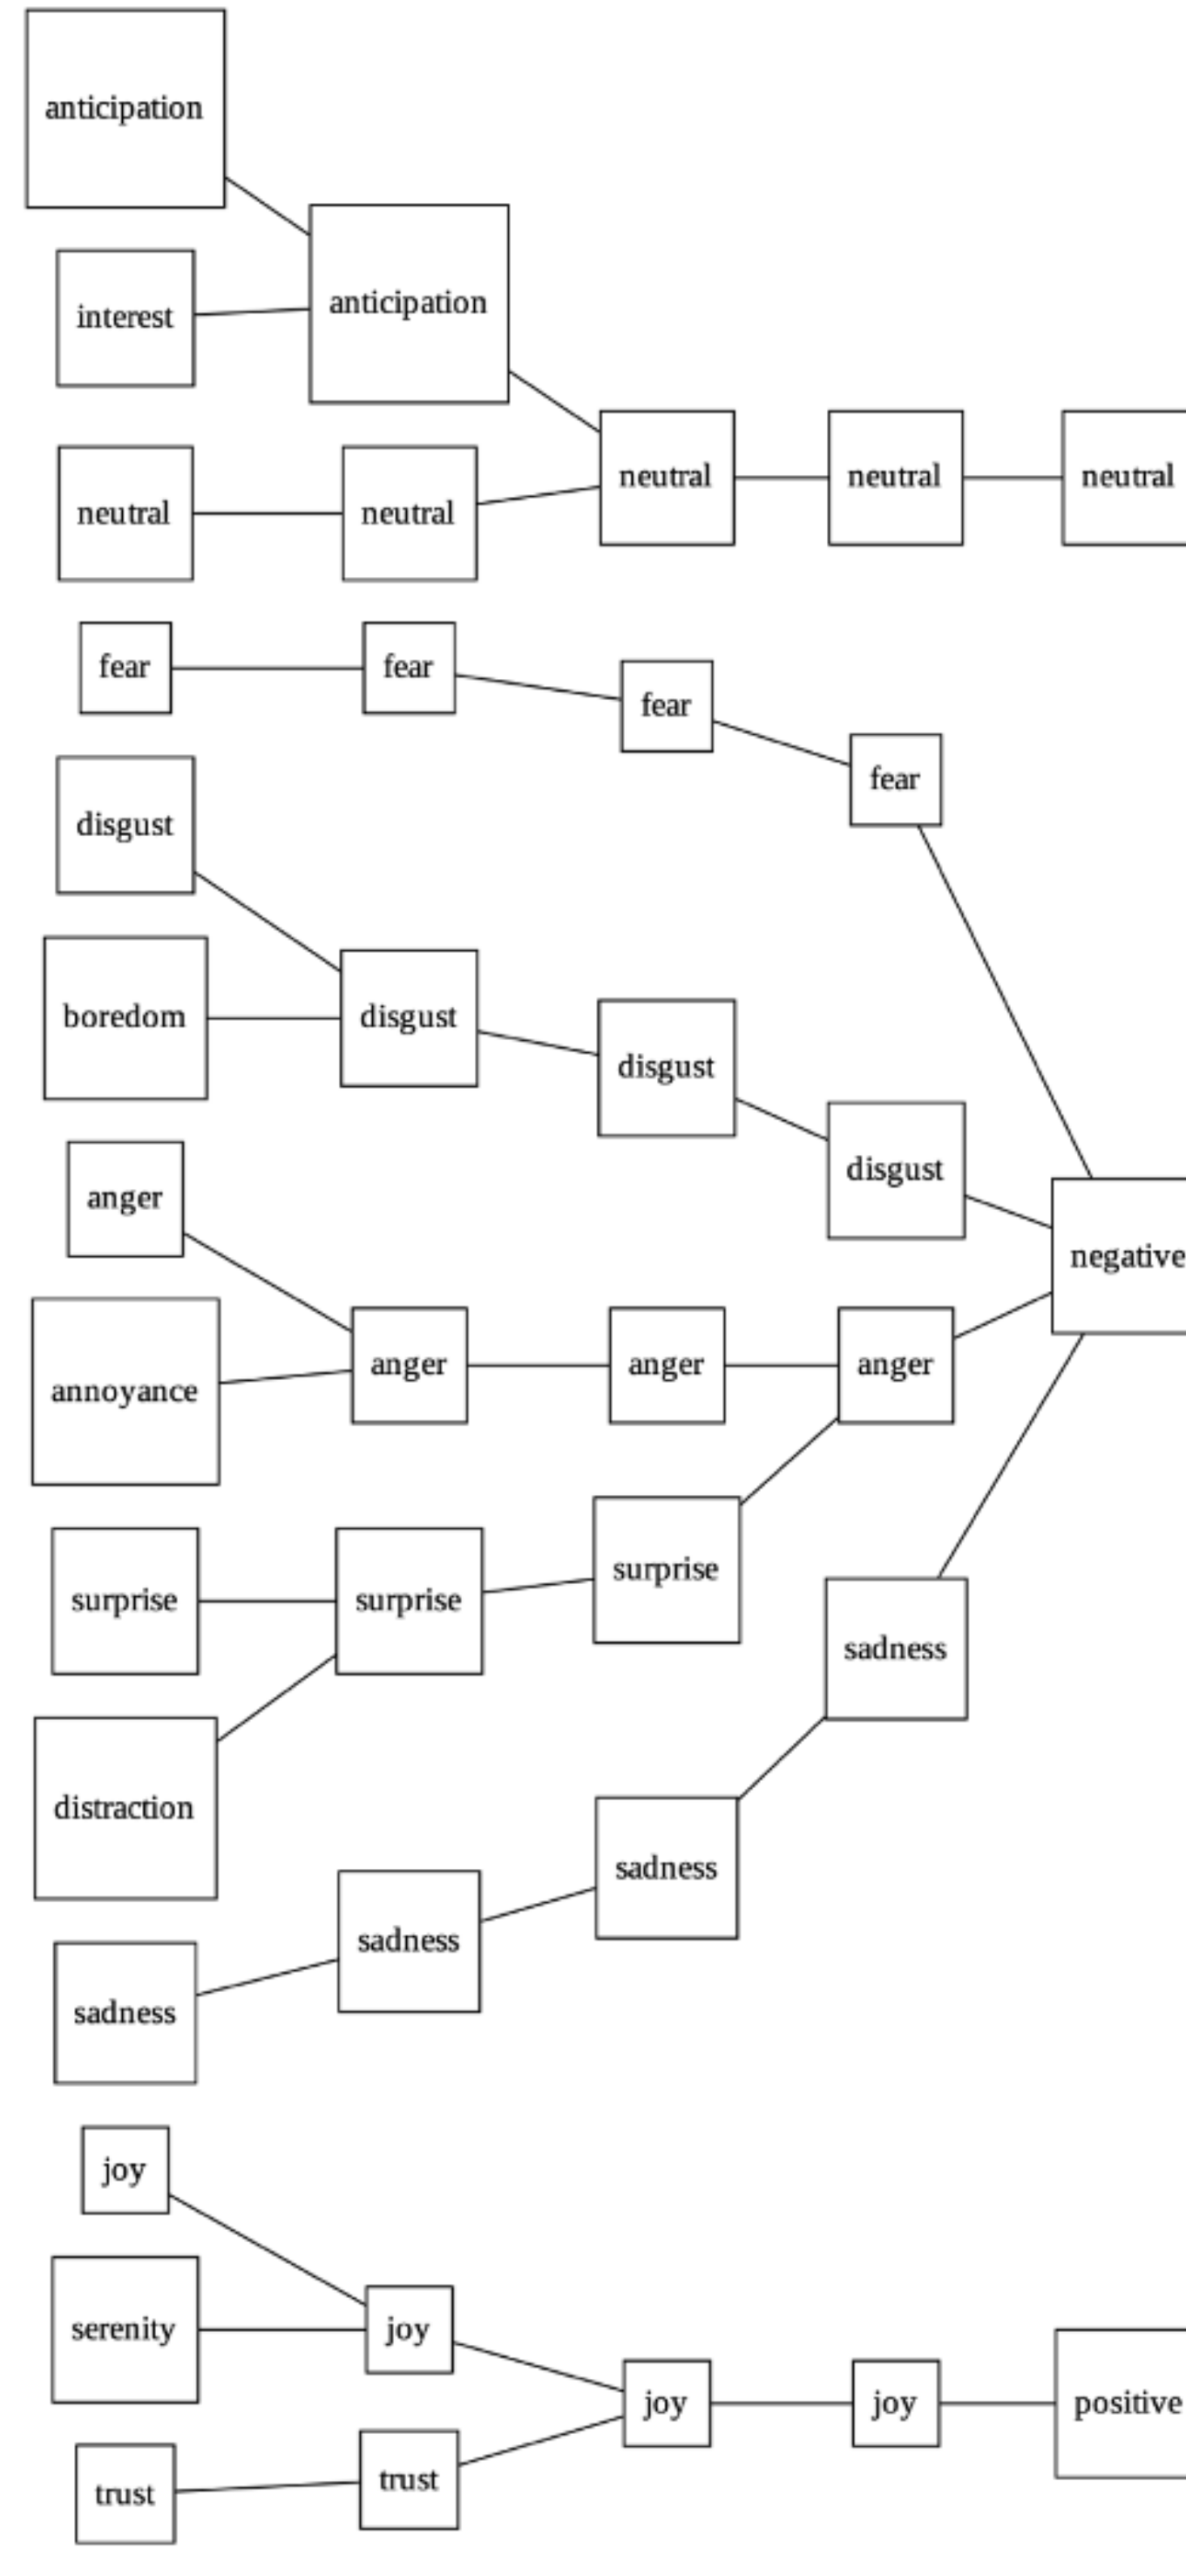 anticipation
interest
anticipation
neutral
neutral
neutral
neutral
neutral
fear
fear
fear
fear
disgust
boredom
disgust
disgust
disgust
negative
anger
annoyance
anger
anger
anger
surprise
surprise
surprise
distraction
sadness
sadness
sadness
sadness
joy
serenity
joy
joy
joy
positive
trust
trust